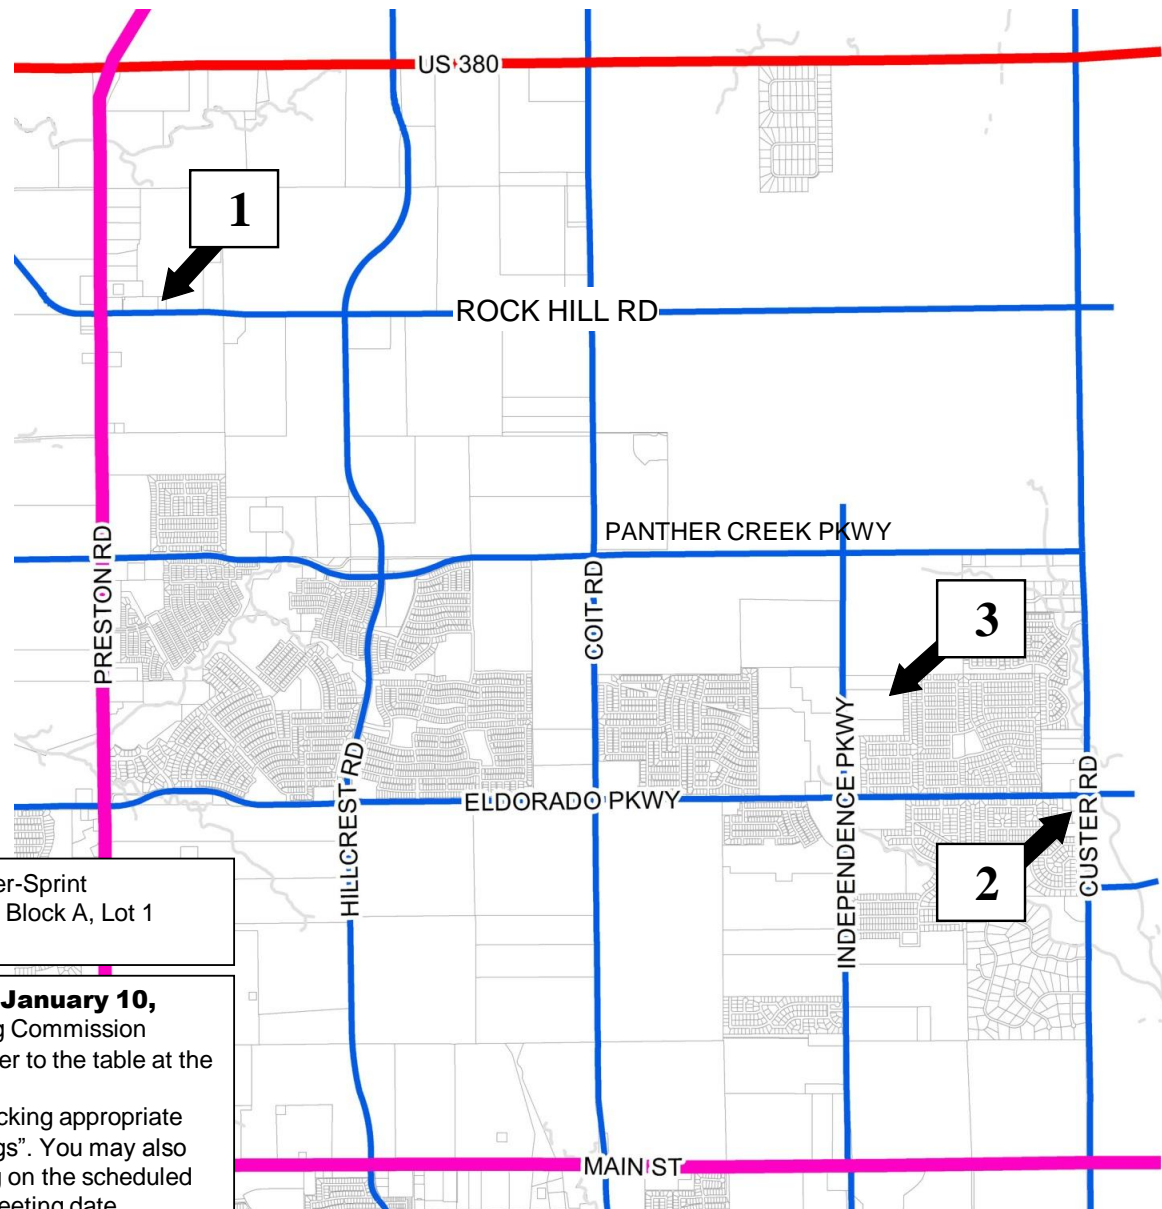 US 380
1
ROCK HILL RD
PANTHER CREEK PKWY
PRESTON RD
COIT RD
3
HILLCREST RD
ELDORADO PKWY
INDEPENDENCE PKWY
CUSTER RD
2
er-Sprint
Block A, Lot 1
January 10,
g Commission
er to the table at the
cking appropriate
gs”. You may also
g on the scheduled
eeting date
MAIN ST